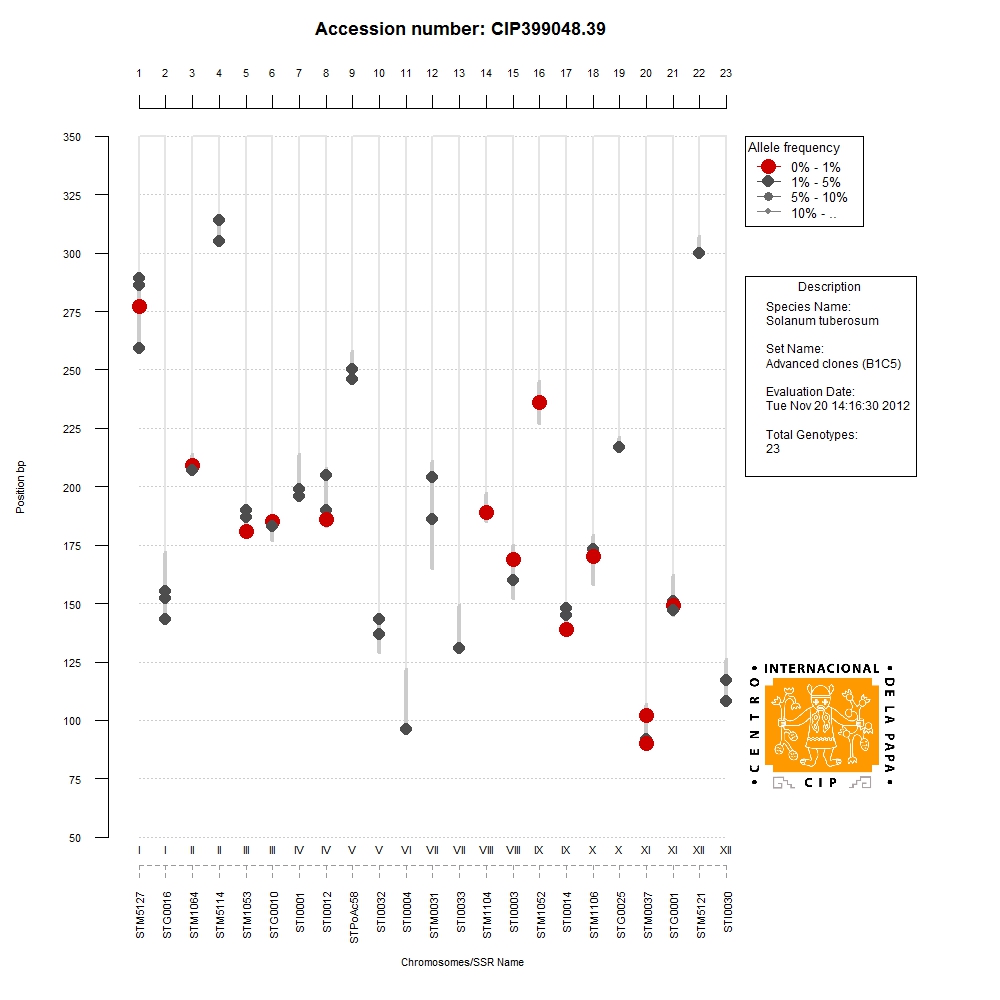 Accession number: CIP399048.39
1 2 3 4 5 6 7 8 9 10 11 12 13 14 15 16 17 18 19 20 21 22 23
350
325
300
275
250
225
200
175
150
125
100
75
50
Position bp
Allele frequency
0% - 1%
1% - 5%
5% - 10%
10% - ..
Description
Species Name:
Solanum tuberosum
Set Name:
Advanced clones (B1C5)
Evaluation Date:
Tue Nov 20 14:16:30 2012
Total Genotypes:
23
• INTERNACIONAL •
CENTRO
DE LA PAPA
• CIP •
I I II II III III IV IV V V VI VII VII VIII VIII IX IX X X XI XI XII XII
STM5127
STG0016
STM1064
STM5114
STM1053
STG0010
STI0001
STI0012
STPoAc58
STI0032
STI0004
STM0031
STI0033
STM1104
STI0003
STM1052
STI0014
STM1106
STG0025
STM0037
STG0001
STM5121
STI0030
Chromosomes/SSR Name